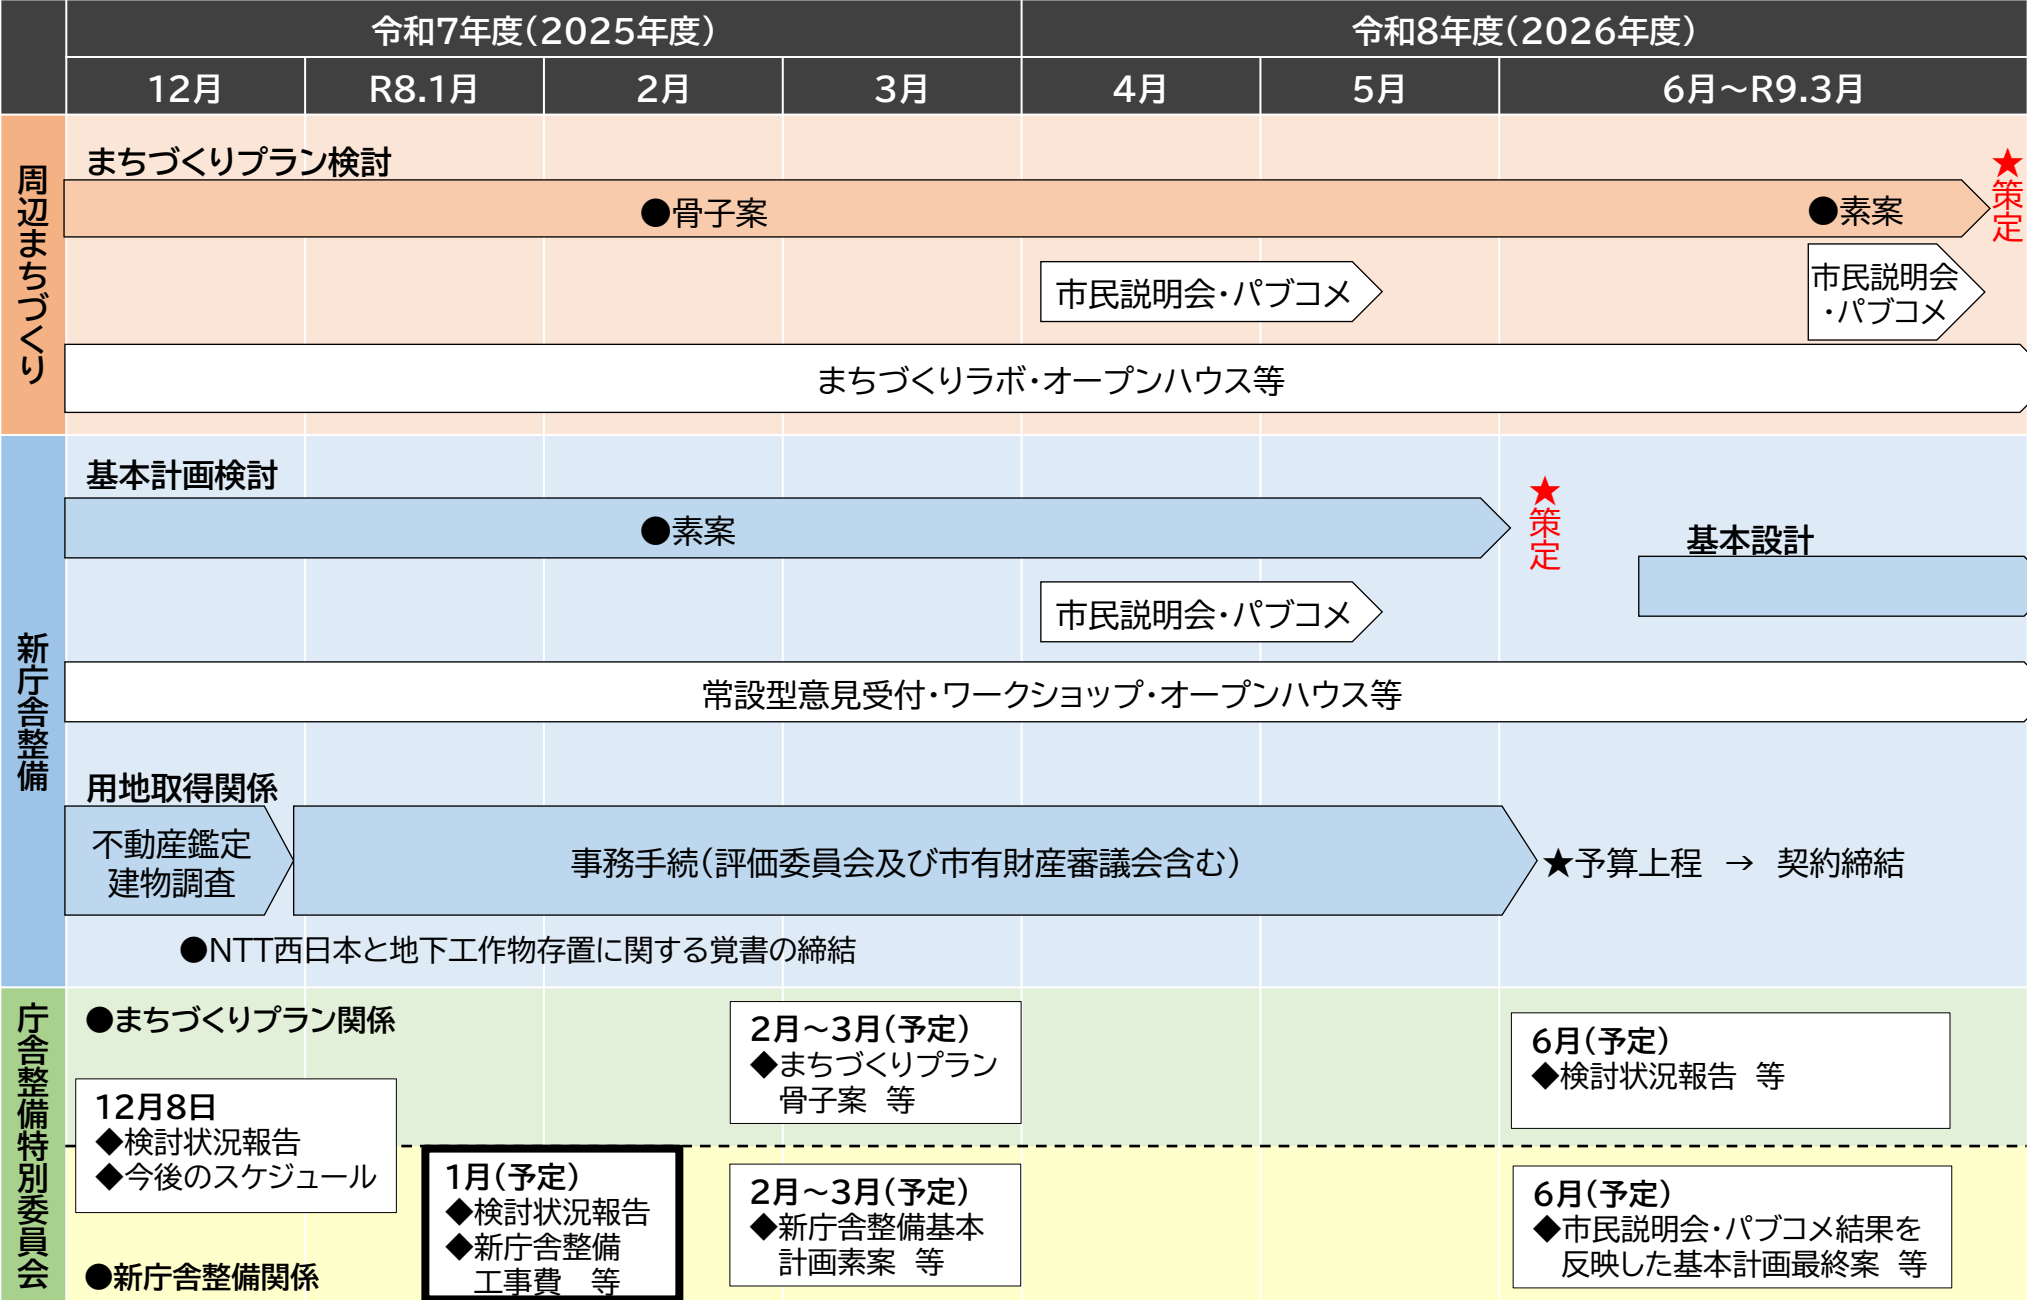 令和7年度(2025年度)
令和8年度(2026年度)
12月
R8.1月
2月
3月
4月
5月
6月～R9.3月
周辺まちづくり
まちづくりプラン検討
●骨子案
●素案
★策定
市民説明会・パブコメ
市民説明会
・パブコメ
まちづくりラボ・オープンハウス等
新庁舎整備
基本計画検討
●素案
★策定
基本設計
市民説明会・パブコメ
常設型意見受付・ワークショップ・オープンハウス等
用地取得関係
不動産鑑定
建物調査
事務手続(評価委員会及び市有財産審議会含む)
★予算上程　→　契約締結
●NTT西日本と地下工作物存置に関する覚書の締結
庁舎整備特別委員会
●まちづくりプラン関係
12月8日
◆検討状況報告
◆今後のスケジュール
2月～3月(予定)
◆まちづくりプラン
骨子案　等
6月(予定)
◆検討状況報告　等
●新庁舎整備関係
1月(予定)
◆検討状況報告
◆新庁舎整備
工事費　等
2月～3月(予定)
◆新庁舎整備基本
計画素案　等
6月(予定)
◆市民説明会・パブコメ結果を
反映した基本計画最終案　等